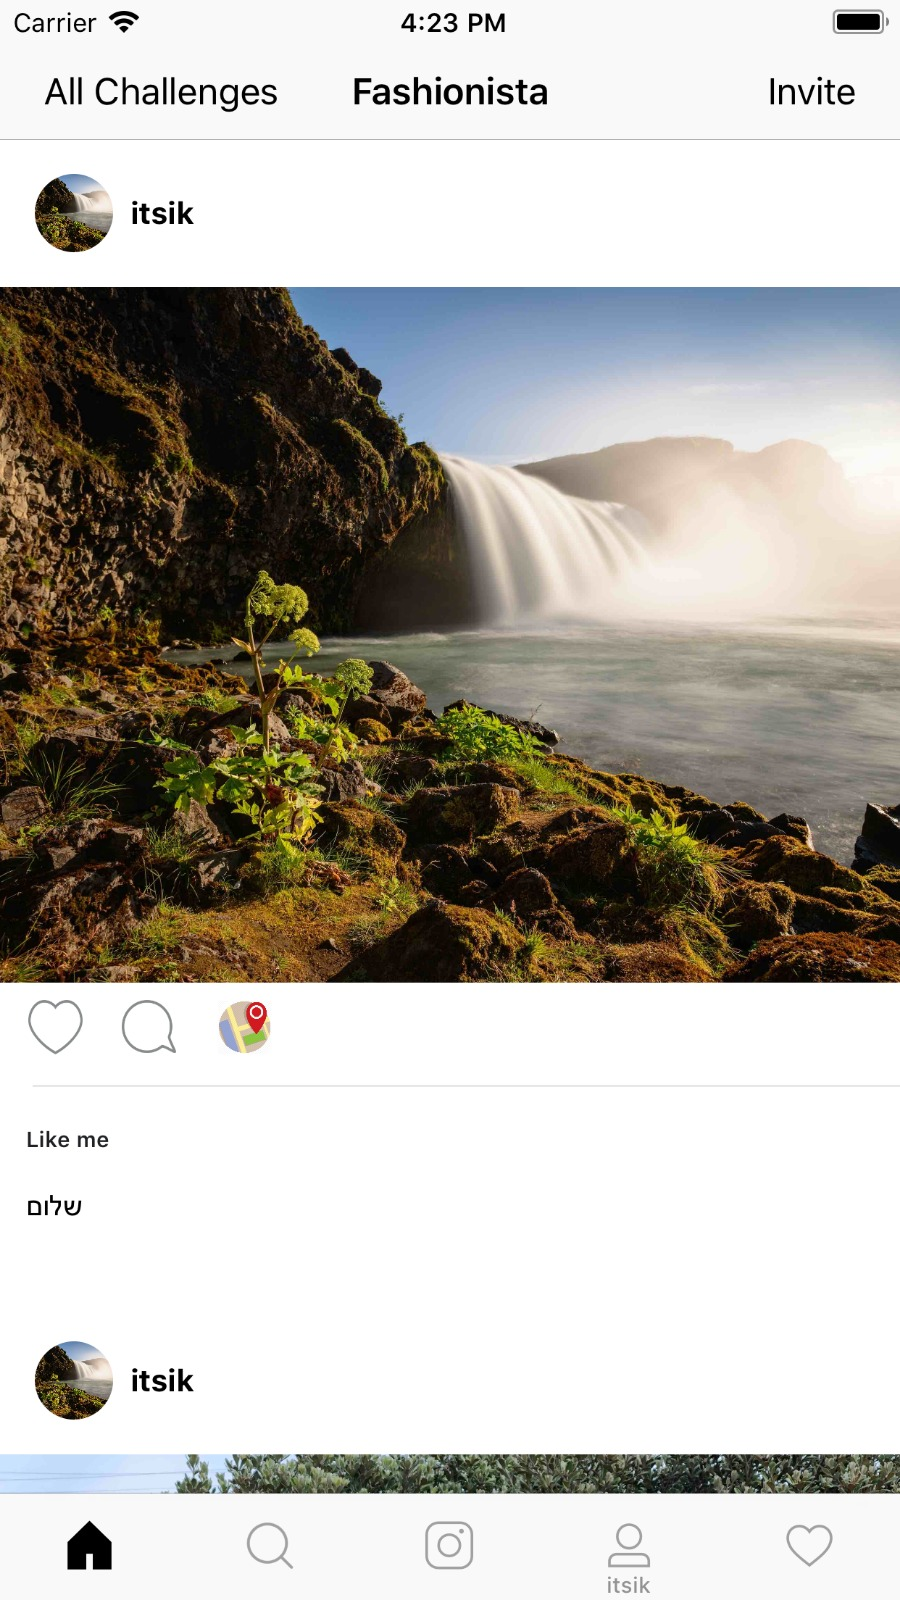 Carrier 4:23 PM
All Challenges Fashionista Invite
itsik
Like me
שלום
itsik
itsik